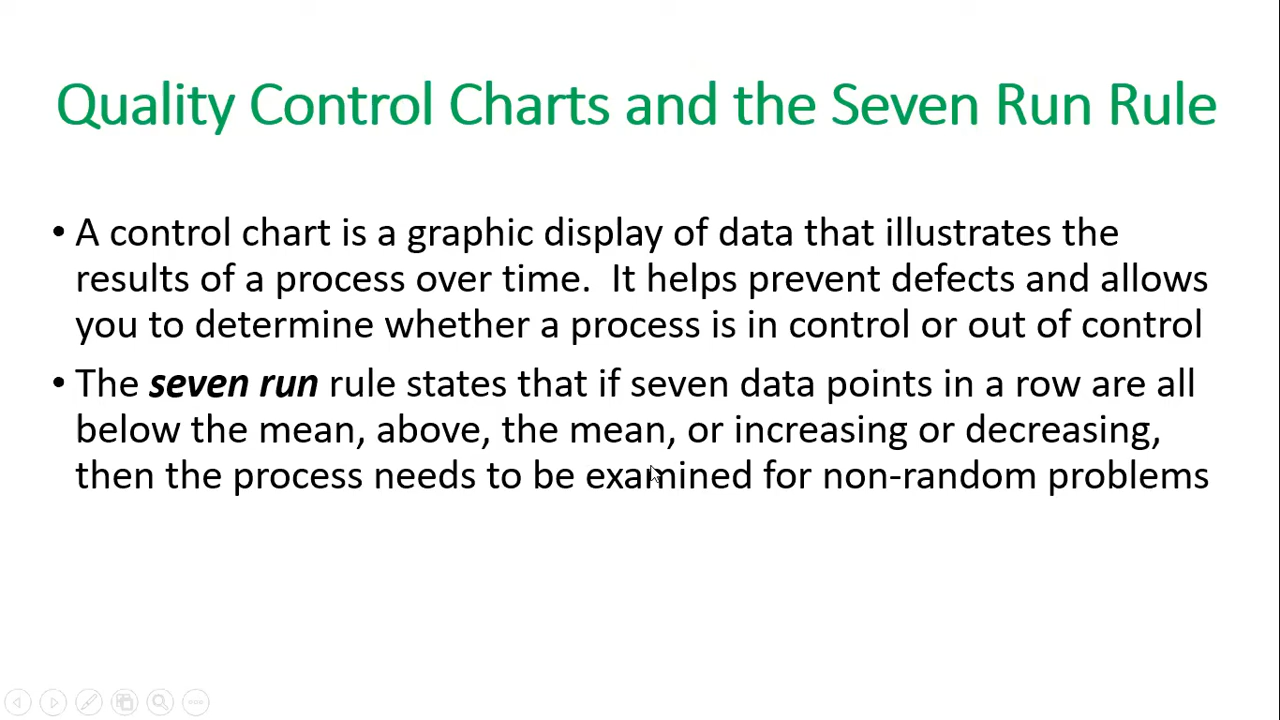 Quality Control Charts and the Seven Run Rule
• A control chart is a graphic display of data that illustrates the
results of a process over time.  It helps prevent defects and allows
you to determine whether a process is in control or out of control
• The seven run rule states that if seven data points in a row are all
below the mean, above, the mean, or increasing or decreasing,
then the process needs to be examined for non-random problems